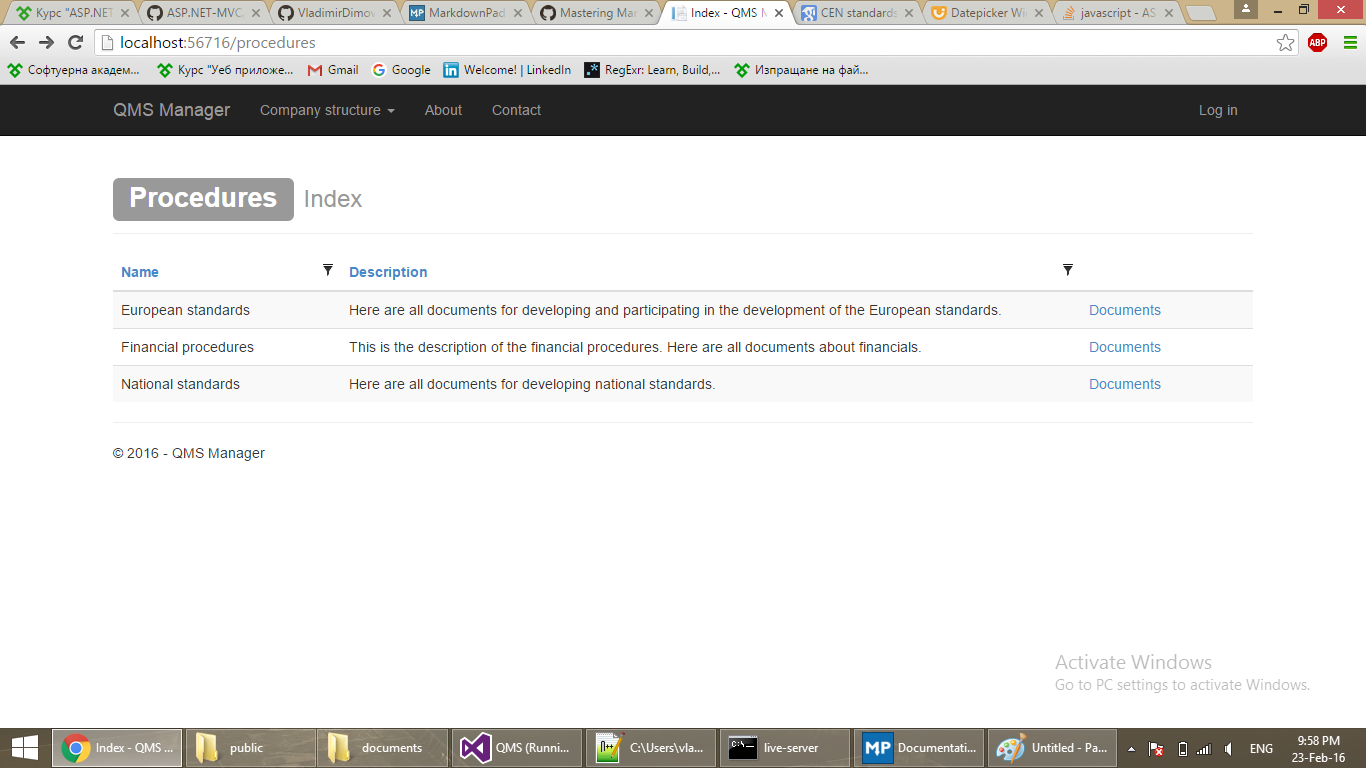 Курс "ASP.NET
ASP.NET-MVC
VladimirDimov
MarkdownPad
Mastering Mar
Index - QMS M
CEN standards
Datepicker Wi
javascript - AS
localhost:56716/procedures
ABP
Софтуерна академ...
Курс "Уеб приложе...
Gmail
Google
Welcome! | LinkedIn
RegExr: Learn, Build,...
Изпращане на фай...
QMS Manager
Company structure
About
Contact
Log in
Procedures Index
Name Description
European standards Here are all documents for developing and participating in the development of the European standards. Documents
Financial procedures This is the description of the financial procedures. Here are all documents about financials. Documents
National standards Here are all documents for developing national standards. Documents
© 2016 - QMS Manager
Activate Windows
Go to PC settings to activate Windows.
Index - QMS ...
public
documents
QMS (Runni...
C:\Users\vla...
live-server
Documentati...
Untitled - Pa...
ENG
9:58 PM
23-Feb-16